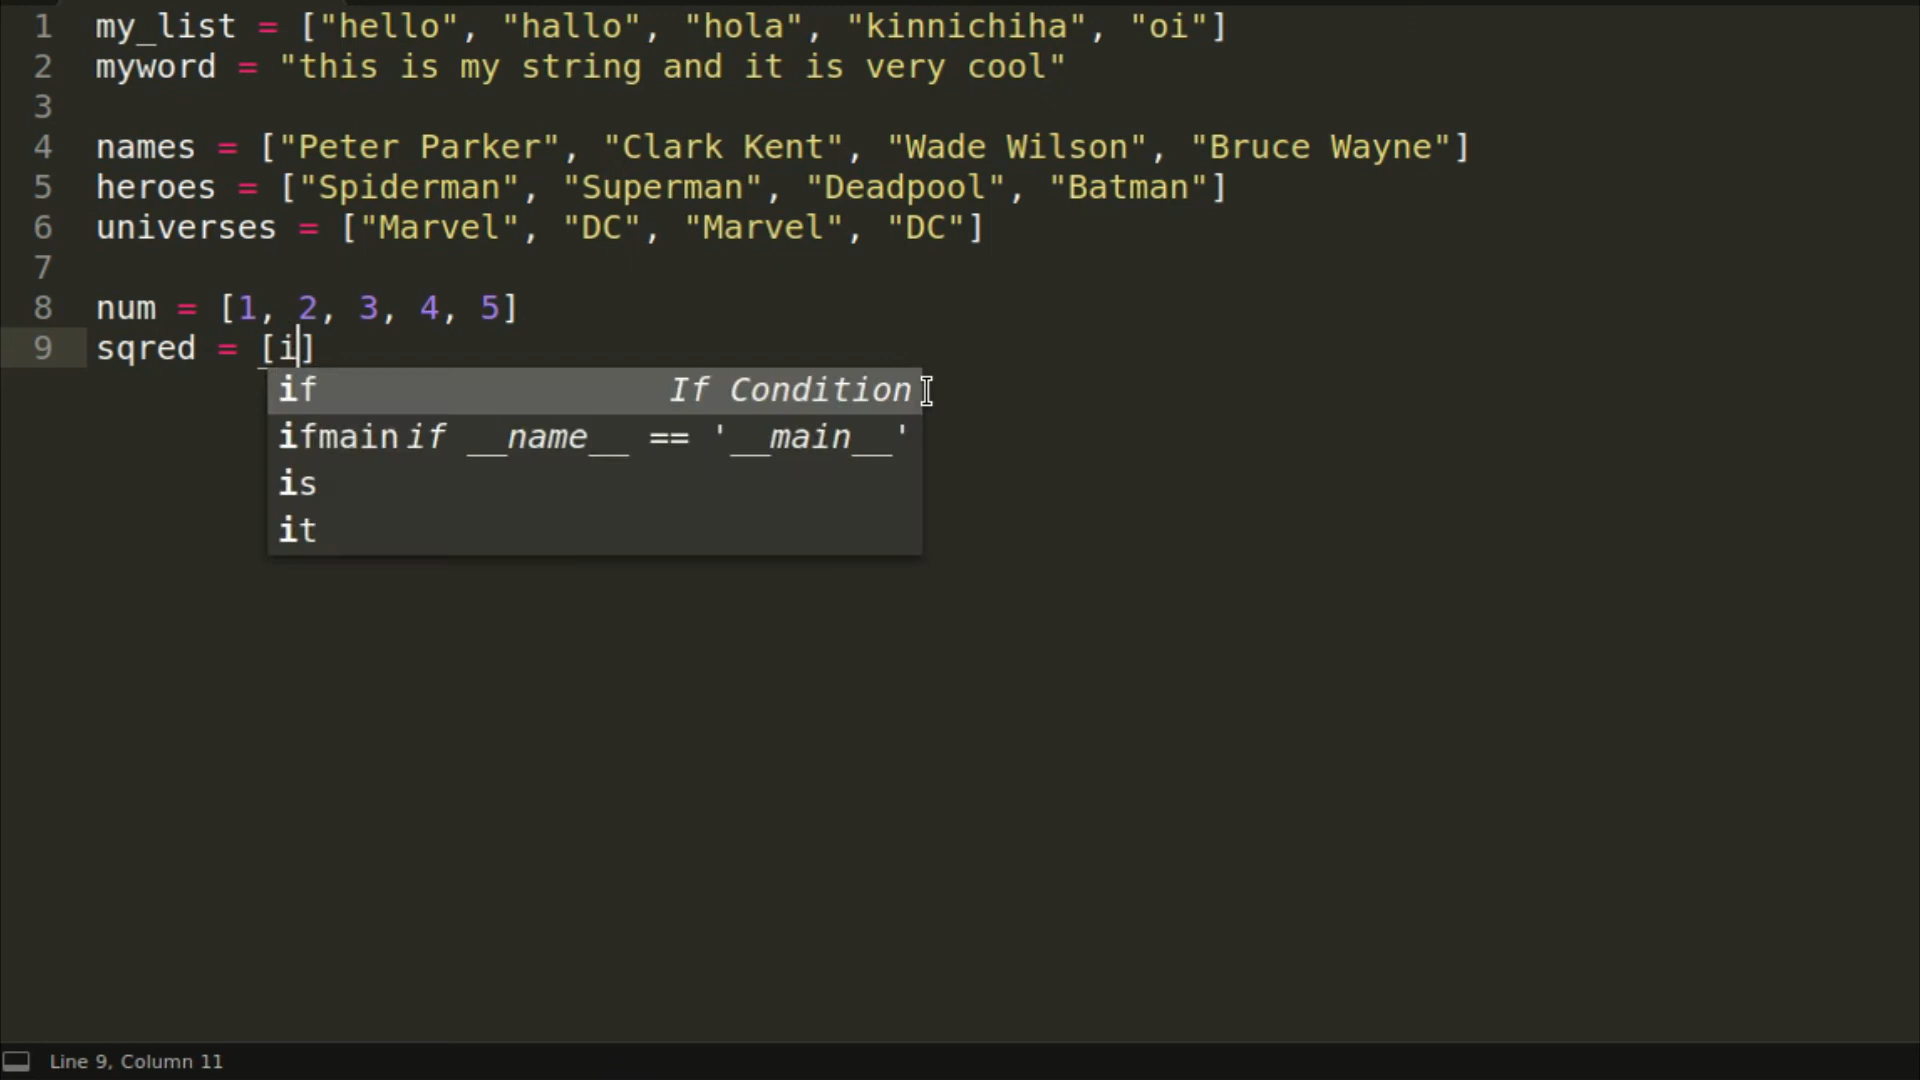 1 my_list = ["hello", "hallo", "hola", "kinnichiha", "oi"]
2 myword = "this is my string and it is very cool"
3
4 names = ["Peter Parker", "Clark Kent", "Wade Wilson", "Bruce Wayne"]
5 heroes = ["Spiderman", "Superman", "Deadpool", "Batman"]
6 universes = ["Marvel", "DC", "Marvel", "DC"]
7
8 num = [1, 2, 3, 4, 5]
9 sqred = [i]
if If Condition
ifmain if __name__ == '__main__'
is
it
Line 9, Column 11